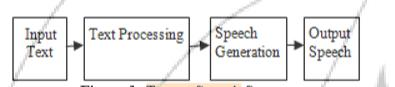 Input
Text
Text Processing
Speech
Generation
Output
Speech